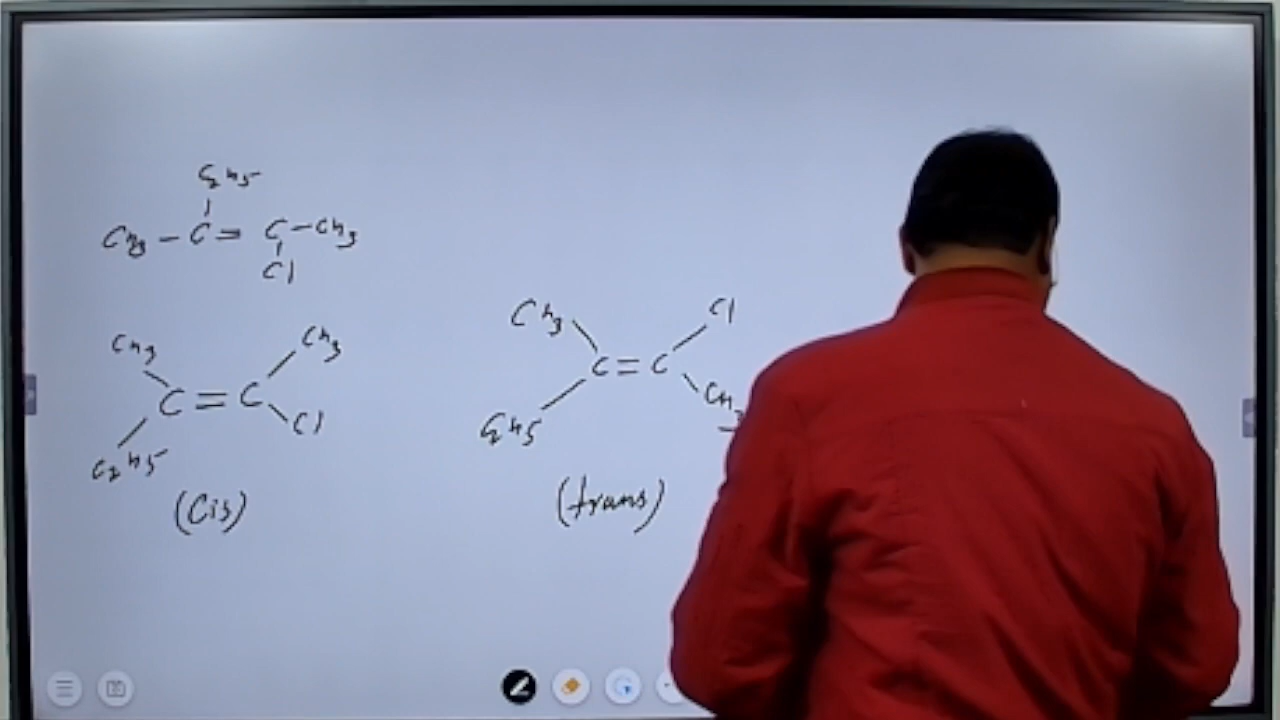 C2H5
CH3 - C = C - CH3
Cl
CH3 CH3
C = C
C2H5 Cl
(Cis)
CH3 Cl
C = C
C2H5 CH3
(trans)